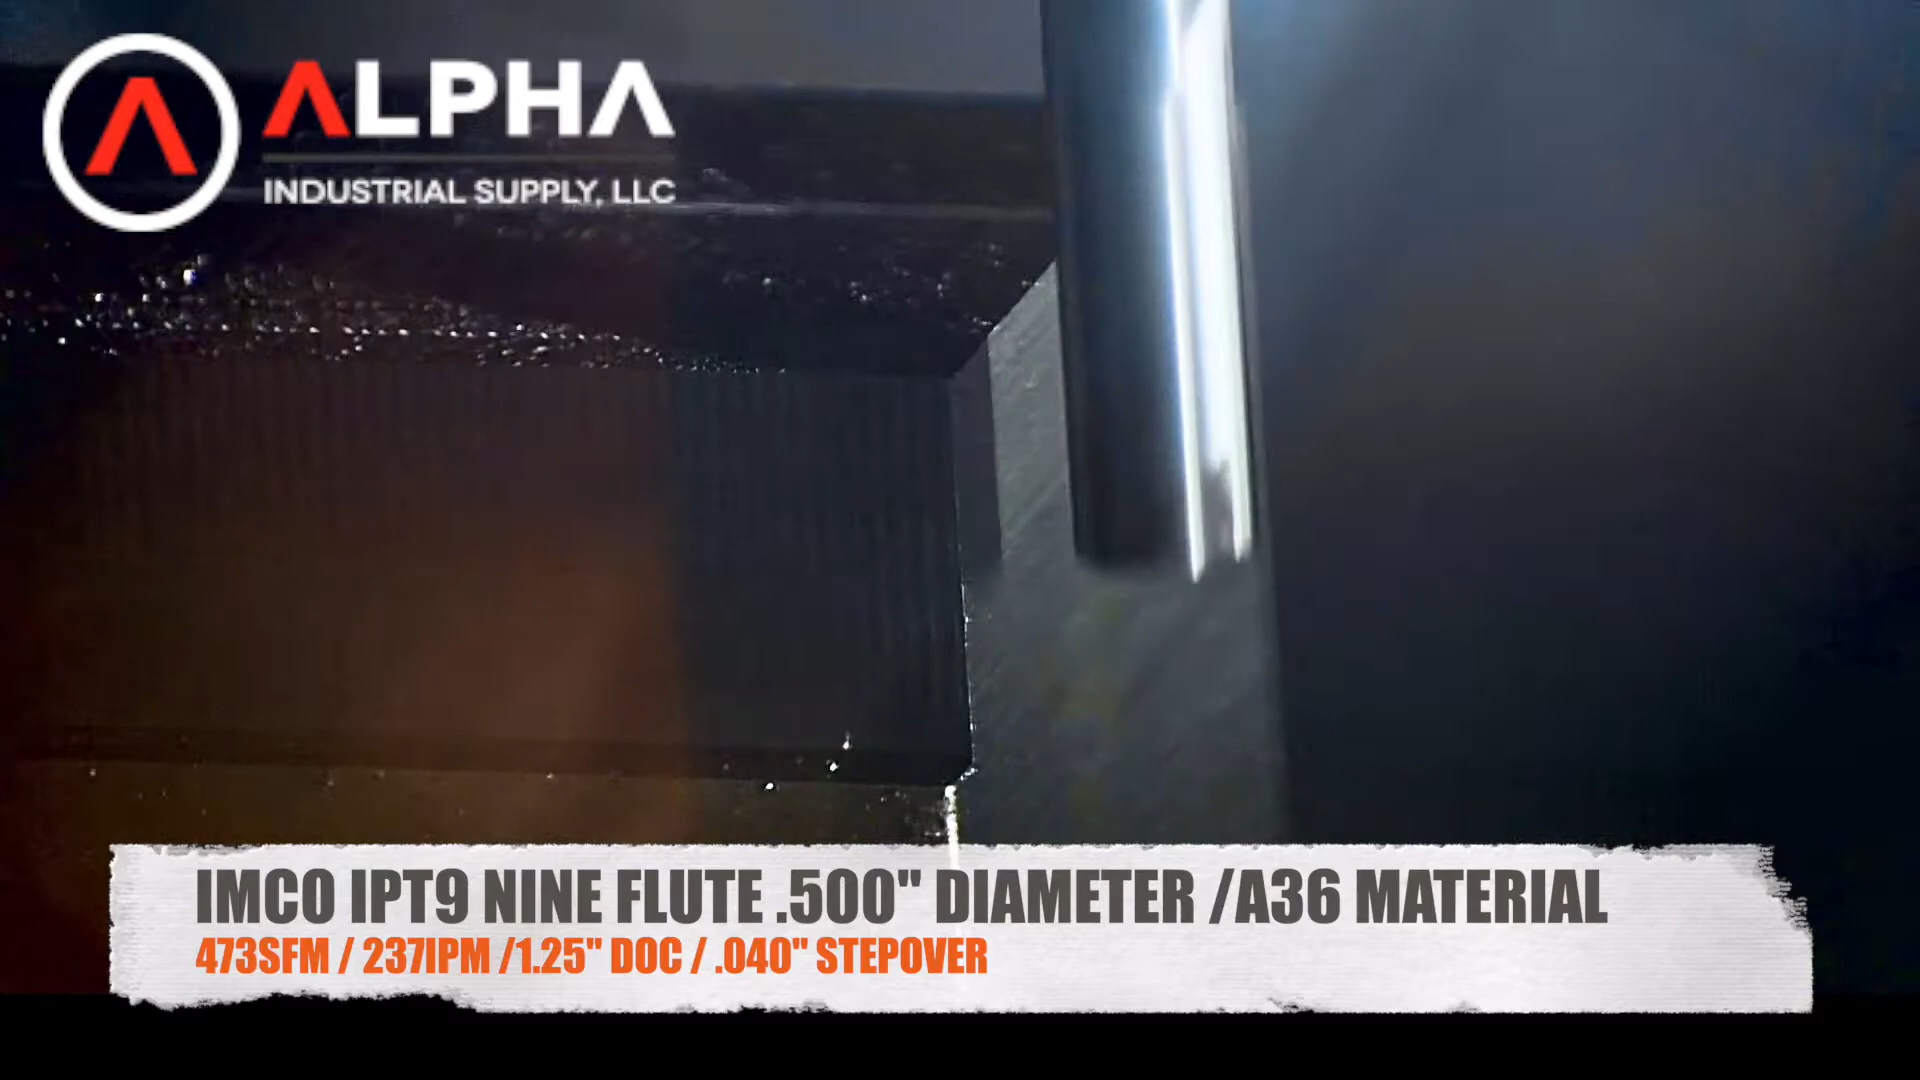 ALPHA
INDUSTRIAL SUPPLY, LLC
IMCO IPT9 NINE FLUTE .500" DIAMETER /A36 MATERIAL
473SFM / 237IPM /1.25" DOC / .040" STEPOVER